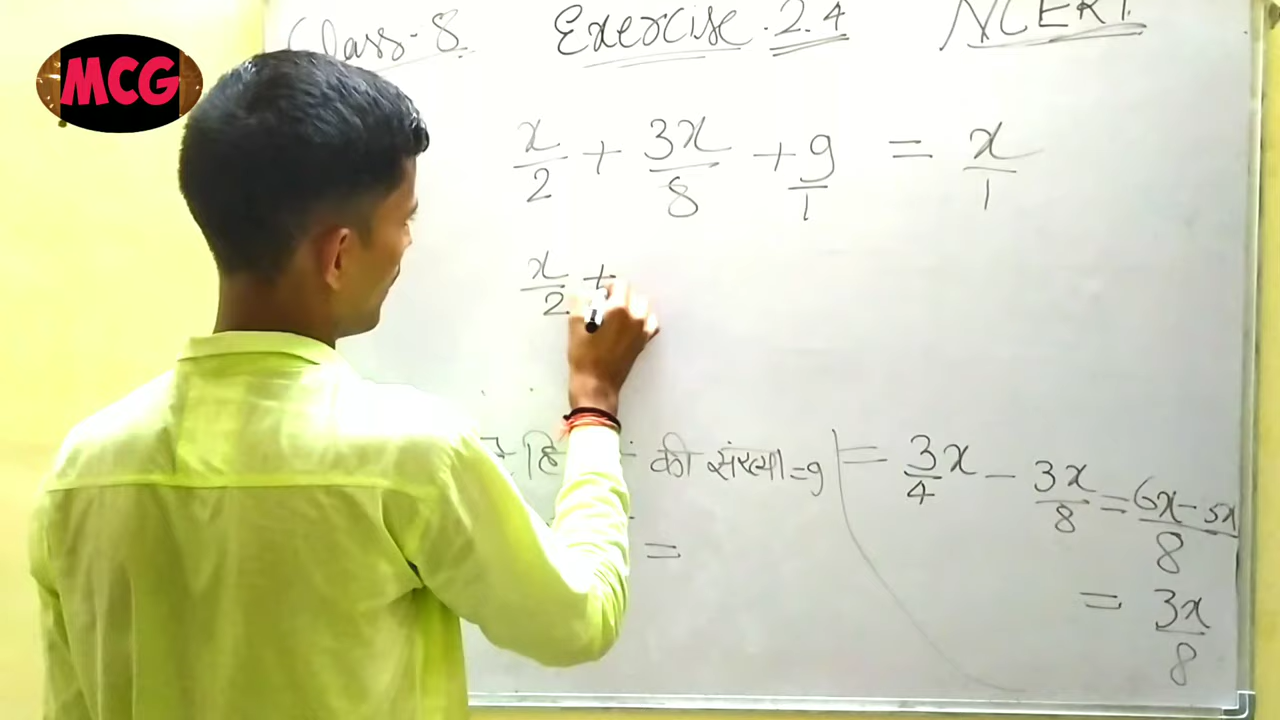 MCG
Class-8 Exercise.2.4 NCERT.
x/2 + 3x/8 + 9/1 = x/1
x/2 +
हि की संख्या=9
= 3/4 x - 3x/8 = 6x-3x/8
=
= 3x/8